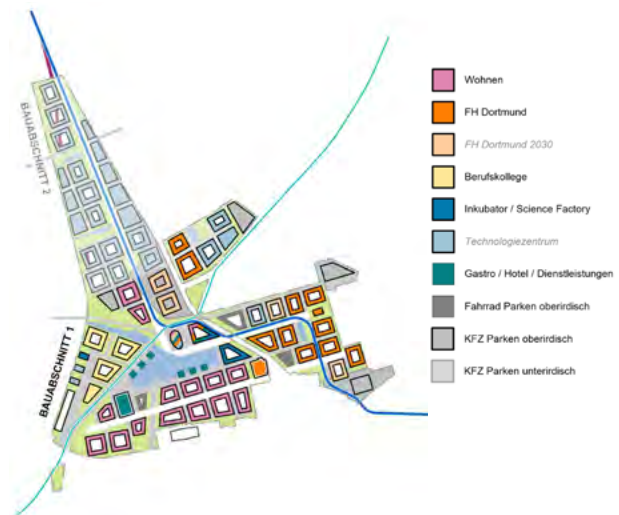 Wohnen
FH Dortmund
FH Dortmund 2030
Berufskollege
Inkubator / Science Factory
Technologiezentrum
Gastro / Hotel / Dienstleistungen
Fahrrad Parken oberirdisch
KFZ Parken oberirdisch
KFZ Parken unterirdisch
BAUABSCHNITT 2
BAUABSCHNITT 1